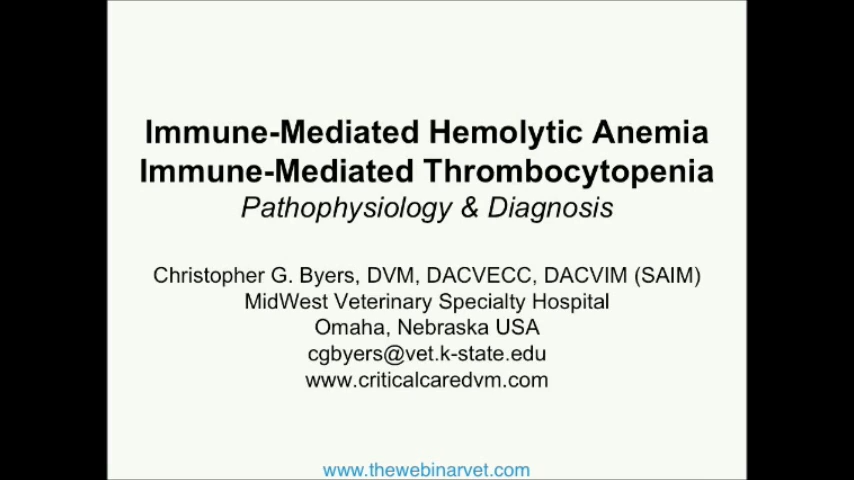 Immune-Mediated Hemolytic Anemia
Immune-Mediated Thrombocytopenia
Pathophysiology & Diagnosis
Christopher G. Byers, DVM, DACVECC, DACVIM (SAIM)
MidWest Veterinary Specialty Hospital
Omaha, Nebraska USA
cgbyers@vet.k-state.edu
www.criticalcaredvm.com
www.thewebinarvet.com